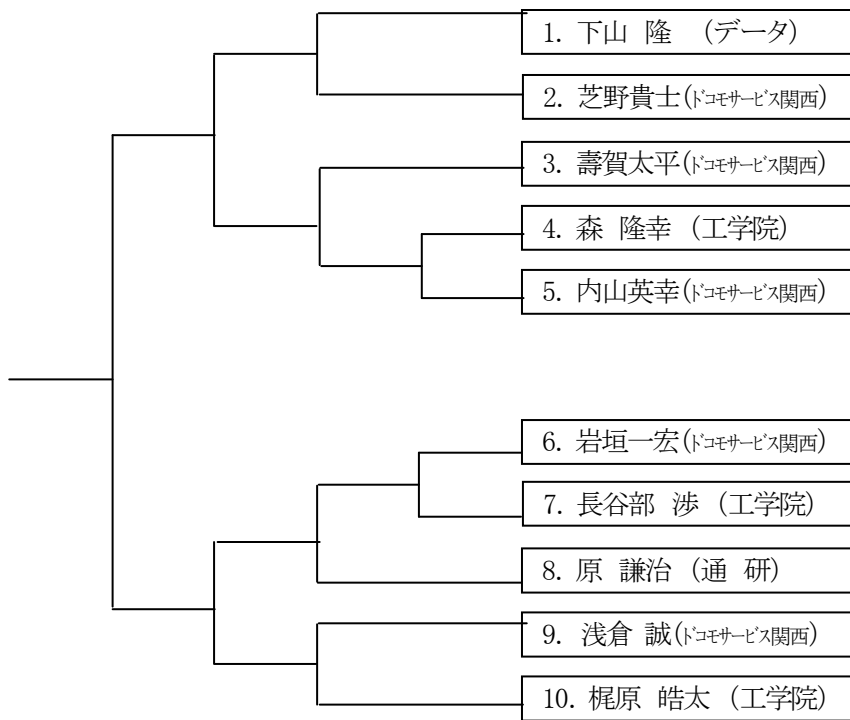 1. 下山 隆 (データ)
2. 芝野貴士(ﾄﾞｺﾓｻｰﾋﾞｽ関西)
3. 壽賀太平(ﾄﾞｺﾓｻｰﾋﾞｽ関西)
4. 森 隆幸 (工学院)
5. 内山英幸(ﾄﾞｺﾓｻｰﾋﾞｽ関西)
6. 岩垣一宏(ﾄﾞｺﾓｻｰﾋﾞｽ関西)
7. 長谷部 渉 (工学院)
8. 原 謙治 (通 研)
9. 浅倉 誠(ﾄﾞｺﾓｻｰﾋﾞｽ関西)
10. 梶原 皓太 (工学院)